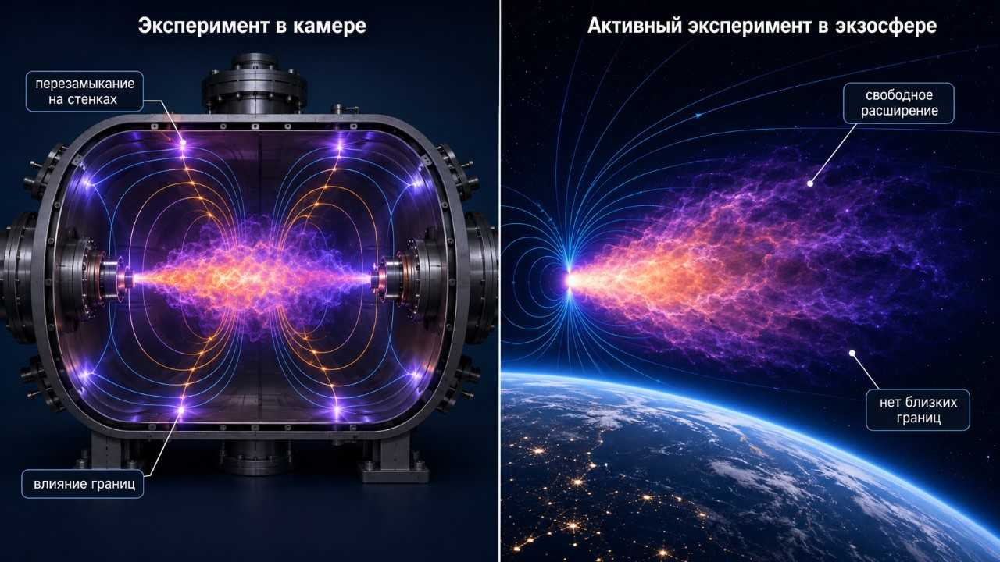 Эксперимент в камере
перезамыкание
на стенках
влияние границ
Активный эксперимент в экзосфере
свободное
расширение
нет близких
границ